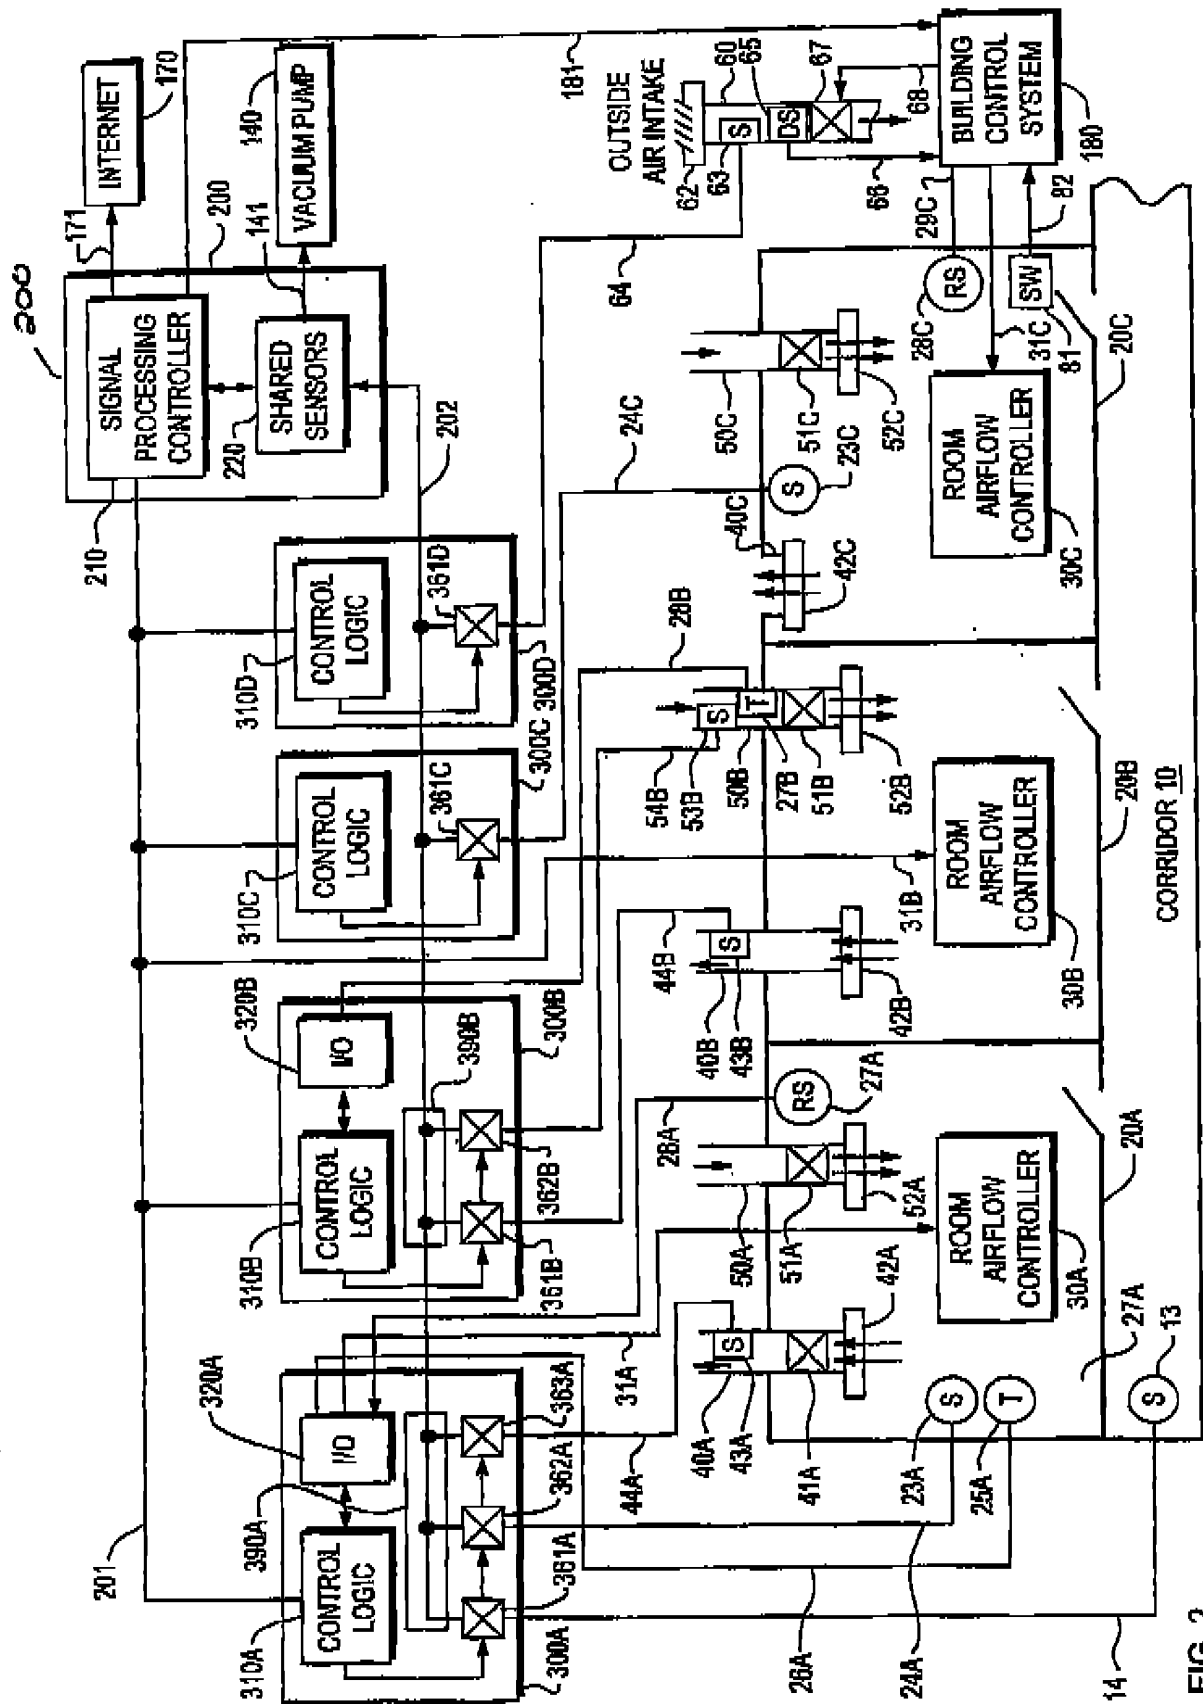 200
INTERNET
170
171
140
VACUUM PUMP
141
200
SIGNAL
PROCESSING
CONTROLLER
210
220
SHARED
SENSORS
181
202
201
310D
CONTROL
LOGIC
361D
300D
310C
CONTROL
LOGIC
361C
300C
320B
I/O
310B
CONTROL
LOGIC
390B
300B
362B
361B
320A
I/O
390A
310A
CONTROL
LOGIC
363A
362A
361A
300A
OUTSIDE
AIR INTAKE
62
63
S
60
65
DS
67
66
68
64
BUILDING
CONTROL
SYSTEM
180
29C
82
RS
28C
SW
81
31C
50C
51C
52C
24C
23C
S
40C
42C
ROOM
AIRFLOW
CONTROLLER
30C
20C
28B
54B
53B
S
T
50B
27B
51B
52B
44B
S
40B
43B
42B
31B
ROOM
AIRFLOW
CONTROLLER
30B
20B
CORRIDOR 10
28A
RS
27A
50A
51A
52A
31A
44A
S
40A
43A
41A
42A
ROOM
AIRFLOW
CONTROLLER
30A
20A
27A
23A
S
25A
T
13
S
26A
24A
14
FIG. 2